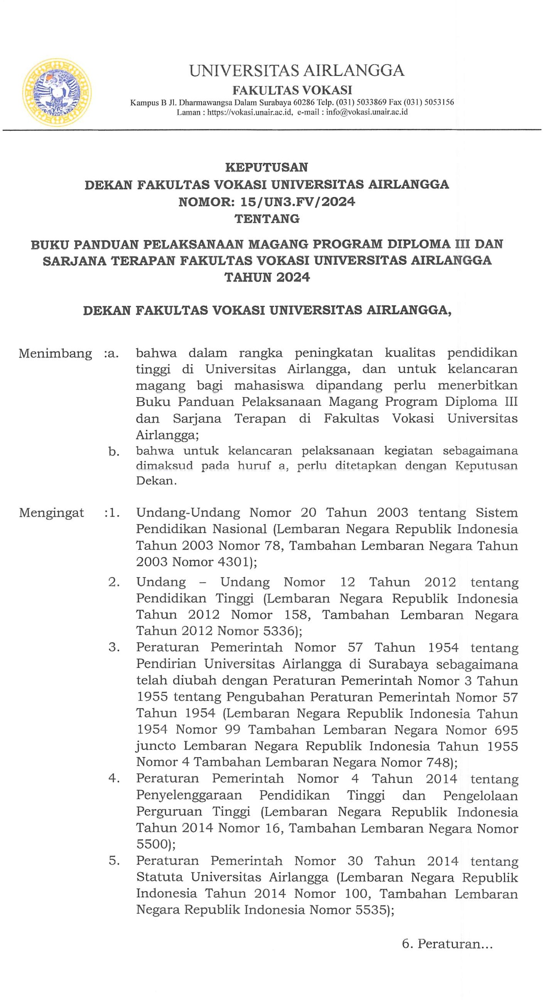 UNIVERSITAS AIRLANGGA
FAKULTAS VOKASI
Kampus B Jl. Dharmawangsa Dalam Surabaya 60286 Telp. (031) 5033869 Fax (031) 5053156
Laman : https://vokasi.unair.ac.id, e-mail : info@vokasi.unair.ac.id
KEPUTUSAN
DEKAN FAKULTAS VOKASI UNIVERSITAS AIRLANGGA
NOMOR: 15/UN3.FV/2024
TENTANG
BUKU PANDUAN PELAKSANAAN MAGANG PROGRAM DIPLOMA III DAN
SARJANA TERAPAN FAKULTAS VOKASI UNIVERSITAS AIRLANGGA
TAHUN 2024
DEKAN FAKULTAS VOKASI UNIVERSITAS AIRLANGGA,
Menimbang :a. bahwa dalam rangka peningkatan kualitas pendidikan
tinggi di Universitas Airlangga, dan untuk kelancaran
magang bagi mahasiswa dipandang perlu menerbitkan
Buku Panduan Pelaksanaan Magang Program Diploma III
dan Sarjana Terapan di Fakultas Vokasi Universitas
Airlangga;
b. bahwa untuk kelancaran pelaksanaan kegiatan sebagaimana
dimaksud pada huruf a, perlu ditetapkan dengan Keputusan
Dekan.
Mengingat :1. Undang-Undang Nomor 20 Tahun 2003 tentang Sistem
Pendidikan Nasional (Lembaran Negara Republik Indonesia
Tahun 2003 Nomor 78, Tambahan Lembaran Negara Tahun
2003 Nomor 4301);
2. Undang – Undang Nomor 12 Tahun 2012 tentang
Pendidikan Tinggi (Lembaran Negara Republik Indonesia
Tahun 2012 Nomor 158, Tambahan Lembaran Negara
Tahun 2012 Nomor 5336);
3. Peraturan Pemerintah Nomor 57 Tahun 1954 tentang
Pendirian Universitas Airlangga di Surabaya sebagaimana
telah diubah dengan Peraturan Pemerintah Nomor 3 Tahun
1955 tentang Pengubahan Peraturan Pemerintah Nomor 57
Tahun 1954 (Lembaran Negara Republik Indonesia Tahun
1954 Nomor 99 Tambahan Lembaran Negara Nomor 695
juncto Lembaran Negara Republik Indonesia Tahun 1955
Nomor 4 Tambahan Lembaran Negara Nomor 748);
4. Peraturan Pemerintah Nomor 4 Tahun 2014 tentang
Penyelenggaraan Pendidikan Tinggi dan Pengelolaan
Perguruan Tinggi (Lembaran Negara Republik Indonesia
Tahun 2014 Nomor 16, Tambahan Lembaran Negara Nomor
5500);
5. Peraturan Pemerintah Nomor 30 Tahun 2014 tentang
Statuta Universitas Airlangga (Lembaran Negara Republik
Indonesia Tahun 2014 Nomor 100, Tambahan Lembaran
Negara Republik Indonesia Nomor 5535);
6. Peraturan...